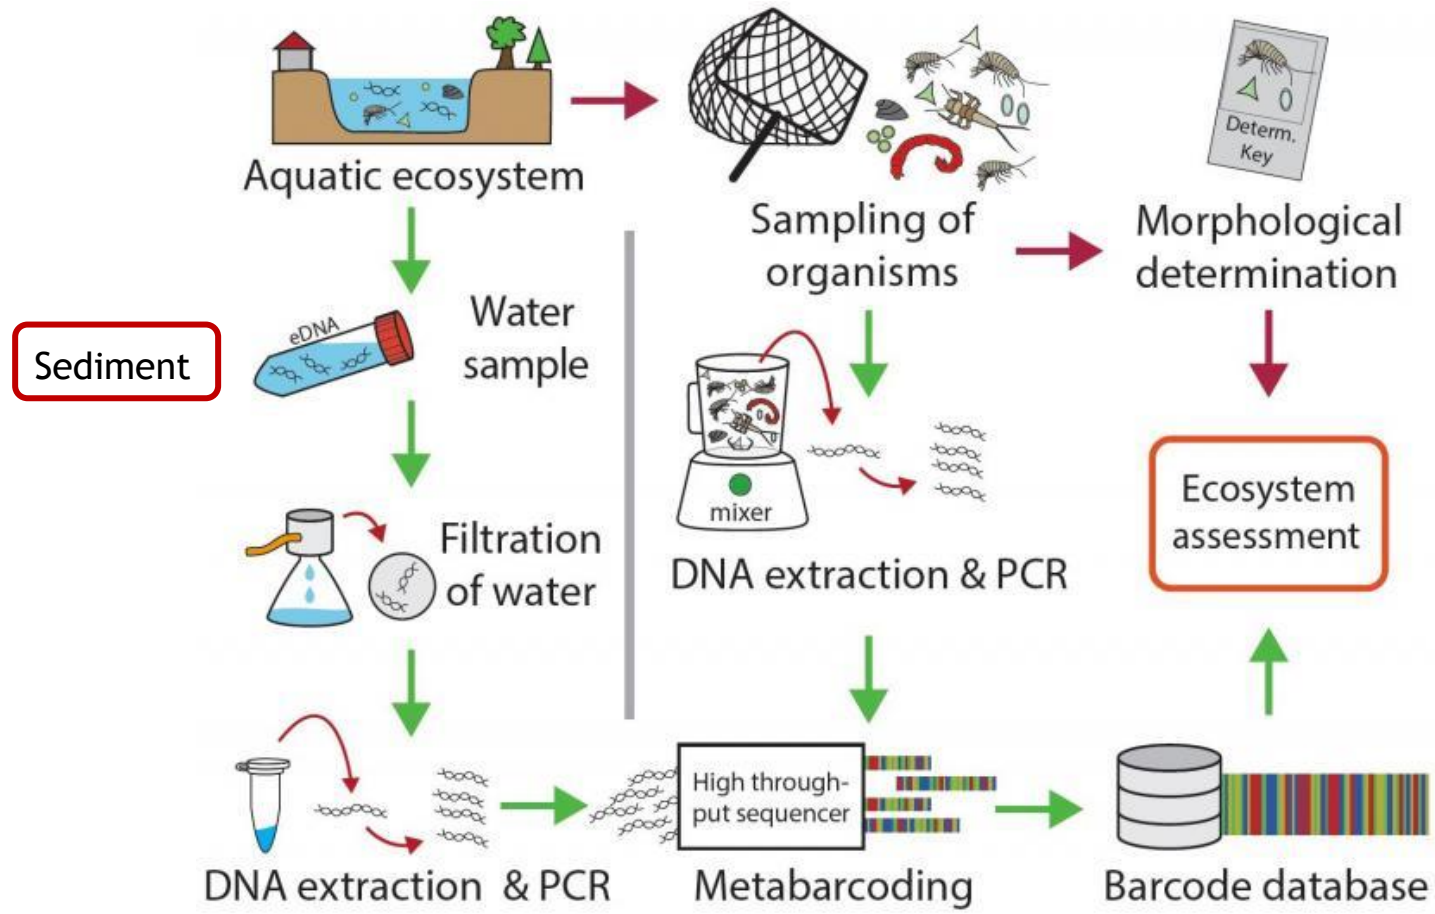 Aquatic ecosystem
Sampling of
organisms
Determ.
Key
Morphological
determination
Sediment
eDNA
Water
sample
Filtration
of water
DNA extraction & PCR
mixer
DNA extraction & PCR
High through-
put sequencer
Metabarcoding
Barcode database
Ecosystem
assessment